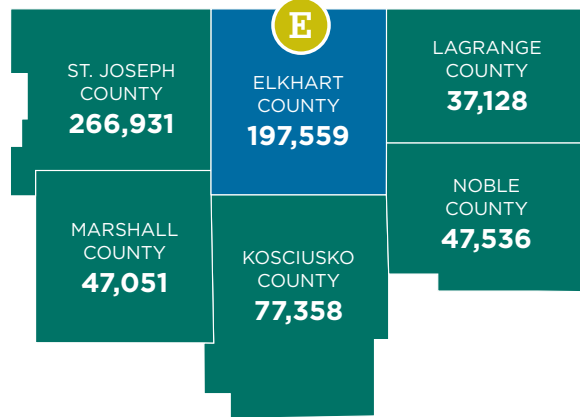 E
ST. JOSEPH
COUNTY
266,931
ELKHART
COUNTY
197,559
LAGRANGE
COUNTY
37,128
MARSHALL
COUNTY
47,051
KOSCIUSKO
COUNTY
77,358
NOBLE
COUNTY
47,536